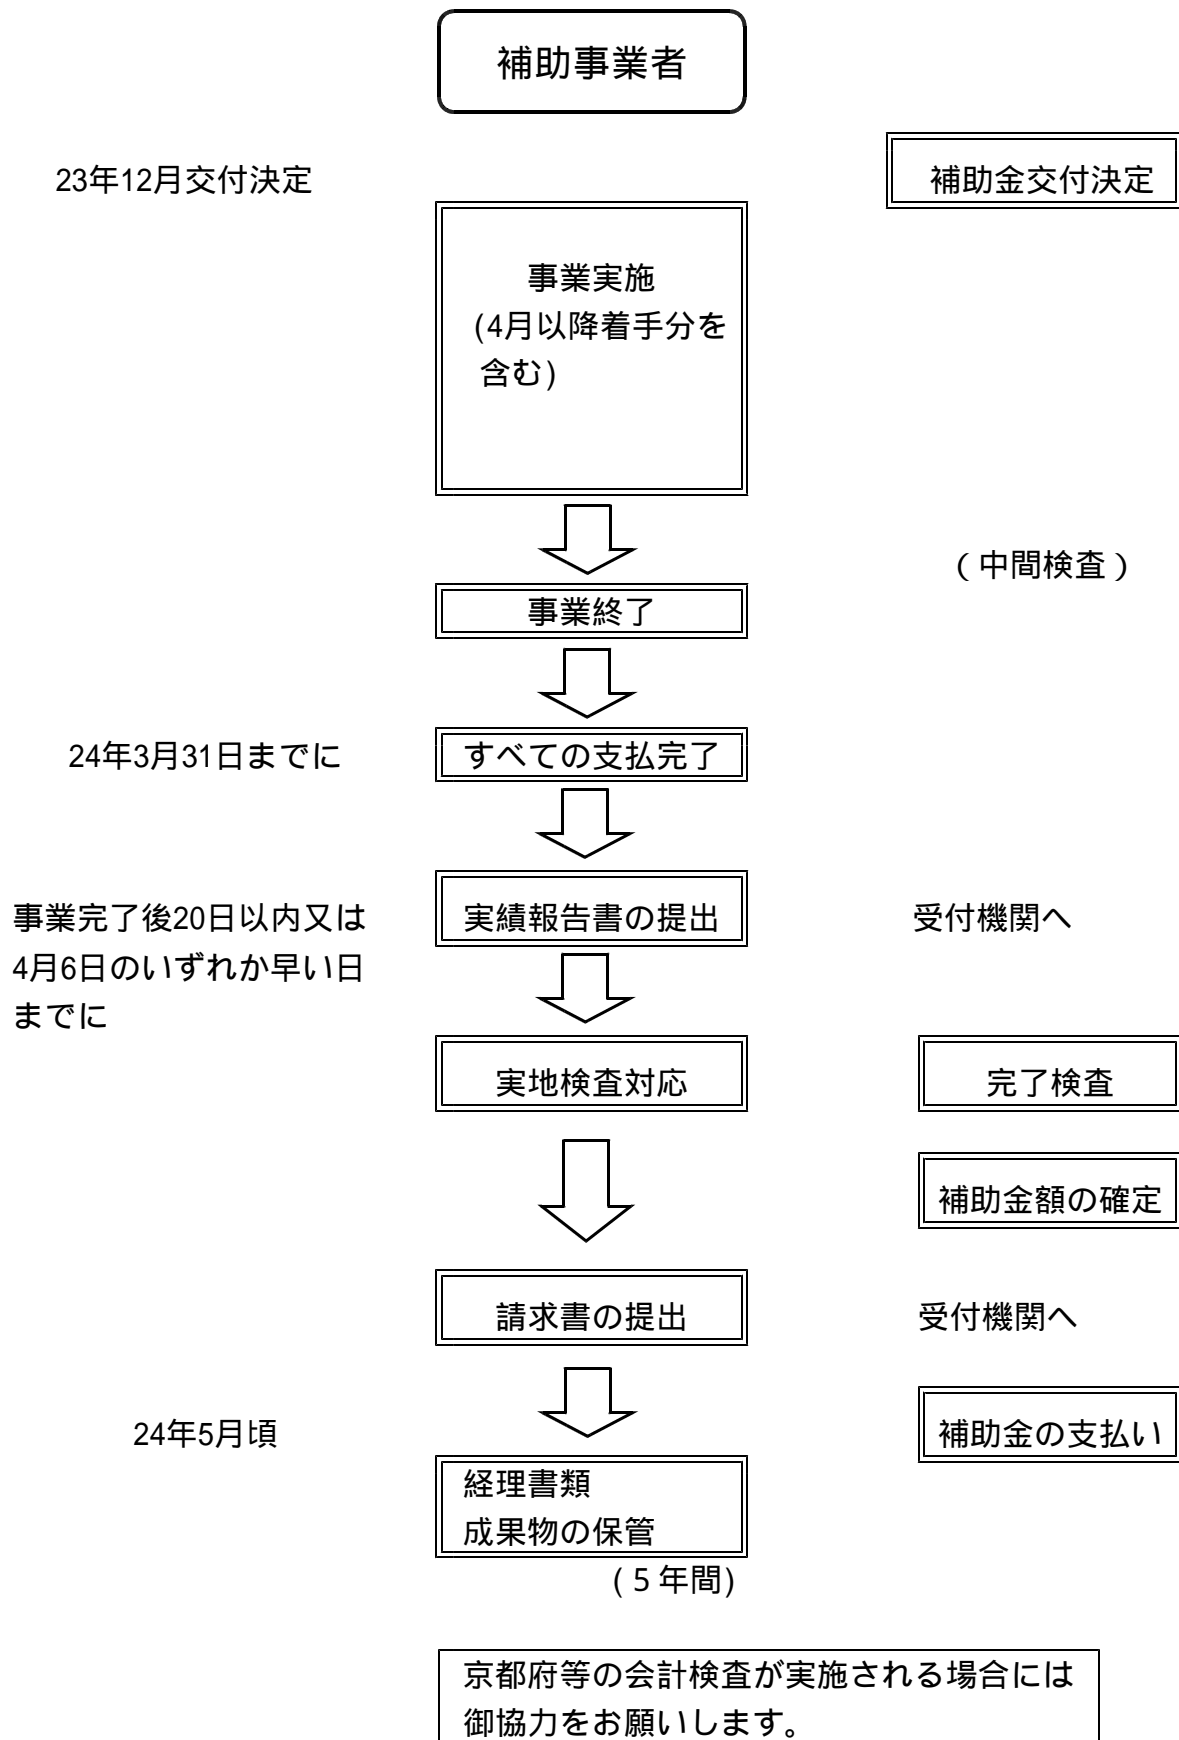 補助事業者
23年12月交付決定
補助金交付決定
事業実施
(4月以降着手分を
含む)
(中間検査)
事業終了
24年3月31日までに
すべての支払完了
事業完了後20日以内又は
4月6日のいずれか早い日
までに
実績報告書の提出
受付機関へ
実地検査対応
完了検査
補助金額の確定
請求書の提出
受付機関へ
24年5月頃
補助金の支払い
経理書類
成果物の保管
(5年間)
京都府等の会計検査が実施される場合には
御協力をお願いします。